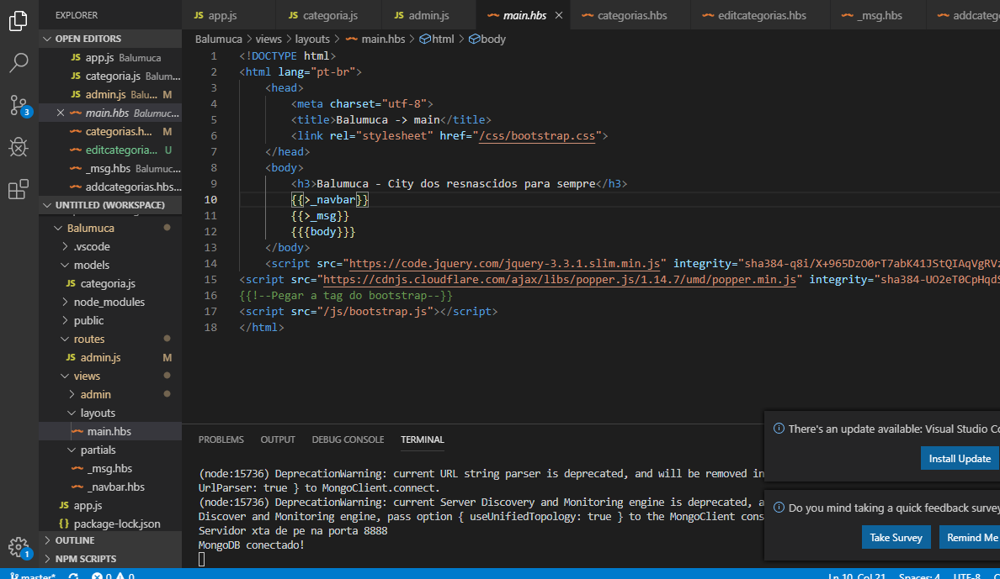 EXPLORER
OPEN EDITORS
JS app.js Balumuca
JS categoria.js Balum...
JS admin.js Balu... M
main.hbs Balumuc...
categorias.h... M
editcategoria... U
_msg.hbs Balumuc...
addcategorias.hbs...
UNTITLED (WORKSPACE)
Balumuca
.vscode
models
JS categoria.js
node_modules
public
routes
JS admin.js M
views
admin
layouts
main.hbs
partials
_msg.hbs
_navbar.hbs
JS app.js
{} package-lock.json
OUTLINE
NPM SCRIPTS
3
1
JS app.js JS categoria.js JS admin.js main.hbs categorias.hbs editcategorias.hbs _msg.hbs addcateg
Balumuca > views > layouts > main.hbs > html > body
1 <!DOCTYPE html>
2 <html lang="pt-br">
3 <head>
4 <meta charset="utf-8">
5 <title>Balumuca -> main</title>
6 <link rel="stylesheet" href="/css/bootstrap.css">
7 </head>
8 <body>
9 <h3>Balumuca - City dos resnascidos para sempre</h3>
10 {{>_navbar}}
11 {{>_msg}}
12 {{{body}}}
13 </body>
14 <script src="https://code.jquery.com/jquery-3.3.1.slim.min.js" integrity="sha384-q8i/X+965DzO0rT7abK41JStQIAqVgRVz
15 <script src="https://cdnjs.cloudflare.com/ajax/libs/popper.js/1.14.7/umd/popper.min.js" integrity="sha384-UO2eT0CpHqdS
16 {{!--Pegar a tag do bootstrap--}}
17 <script src="/js/bootstrap.js"></script>
18 </html>
PROBLEMS OUTPUT DEBUG CONSOLE TERMINAL
(node:15736) DeprecationWarning: current URL string parser is deprecated, and will be removed in
UrlParser: true } to MongoClient.connect.
(node:15736) DeprecationWarning: current Server Discovery and Monitoring engine is deprecated, a
Discover and Monitoring engine, pass option { useUnifiedTopology: true } to the MongoClient cons
Servidor xta de pe na porta 8888
MongoDB conectado!
There's an update available: Visual Studio Co
Install Update
Do you mind taking a quick feedback survey
Take Survey Remind Me
master* 0 0 Ln 10, Col 21 Spaces: 4 UTF-8